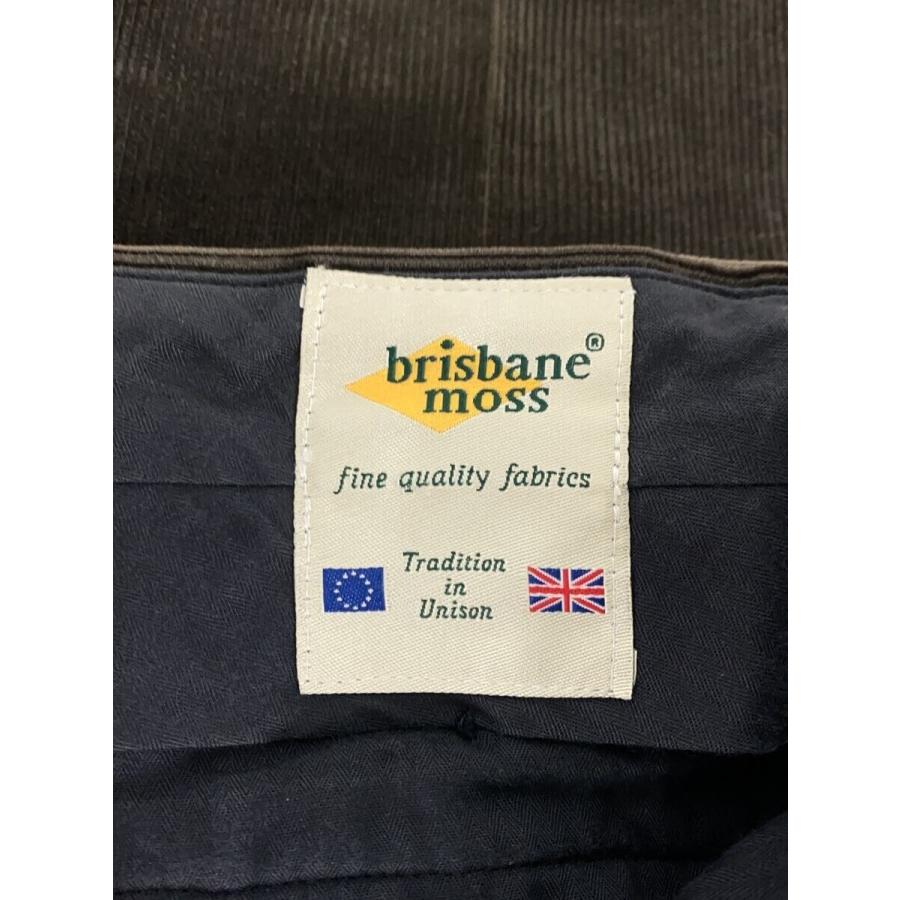 brisbane®
moss
fine quality fabrics
Tradition
in
Unison